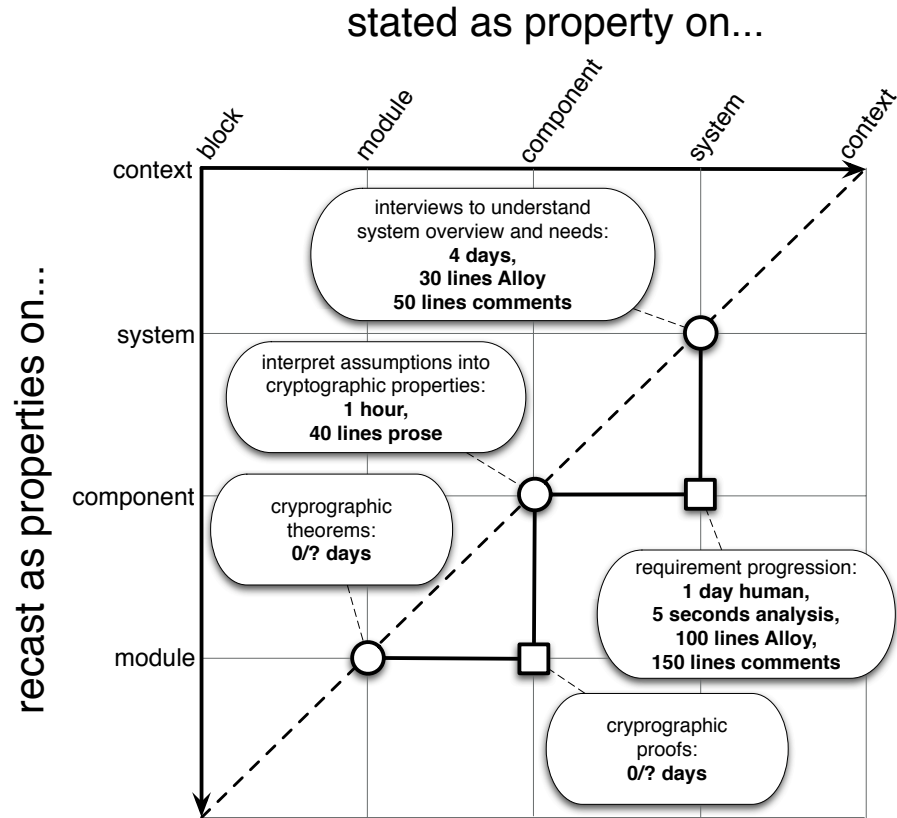 stated as property on...
block
module
component
system
context
recast as properties on...
context
system
component
module
interviews to understand
system overview and needs:
4 days,
30 lines Alloy
50 lines comments
interpret assumptions into
cryptographic properties:
1 hour,
40 lines prose
cryprographic
theorems:
0/? days
requirement progression:
1 day human,
5 seconds analysis,
100 lines Alloy,
150 lines comments
cryprographic
proofs:
0/? days